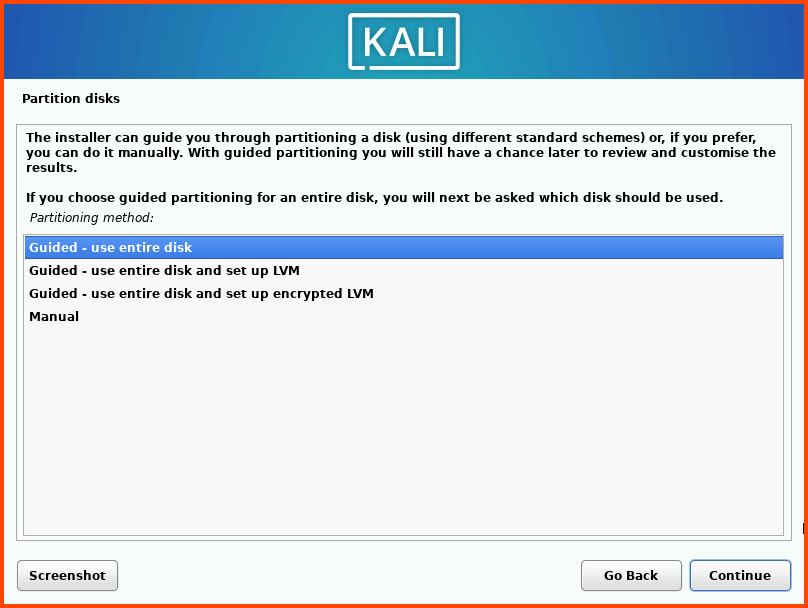 KALI
Partition disks
The installer can guide you through partitioning a disk (using different standard schemes) or, if you prefer,
you can do it manually. With guided partitioning you will still have a chance later to review and customise the
results.
If you choose guided partitioning for an entire disk, you will next be asked which disk should be used.
Partitioning method:
Guided - use entire disk
Guided - use entire disk and set up LVM
Guided - use entire disk and set up encrypted LVM
Manual
Screenshot
Go Back
Continue